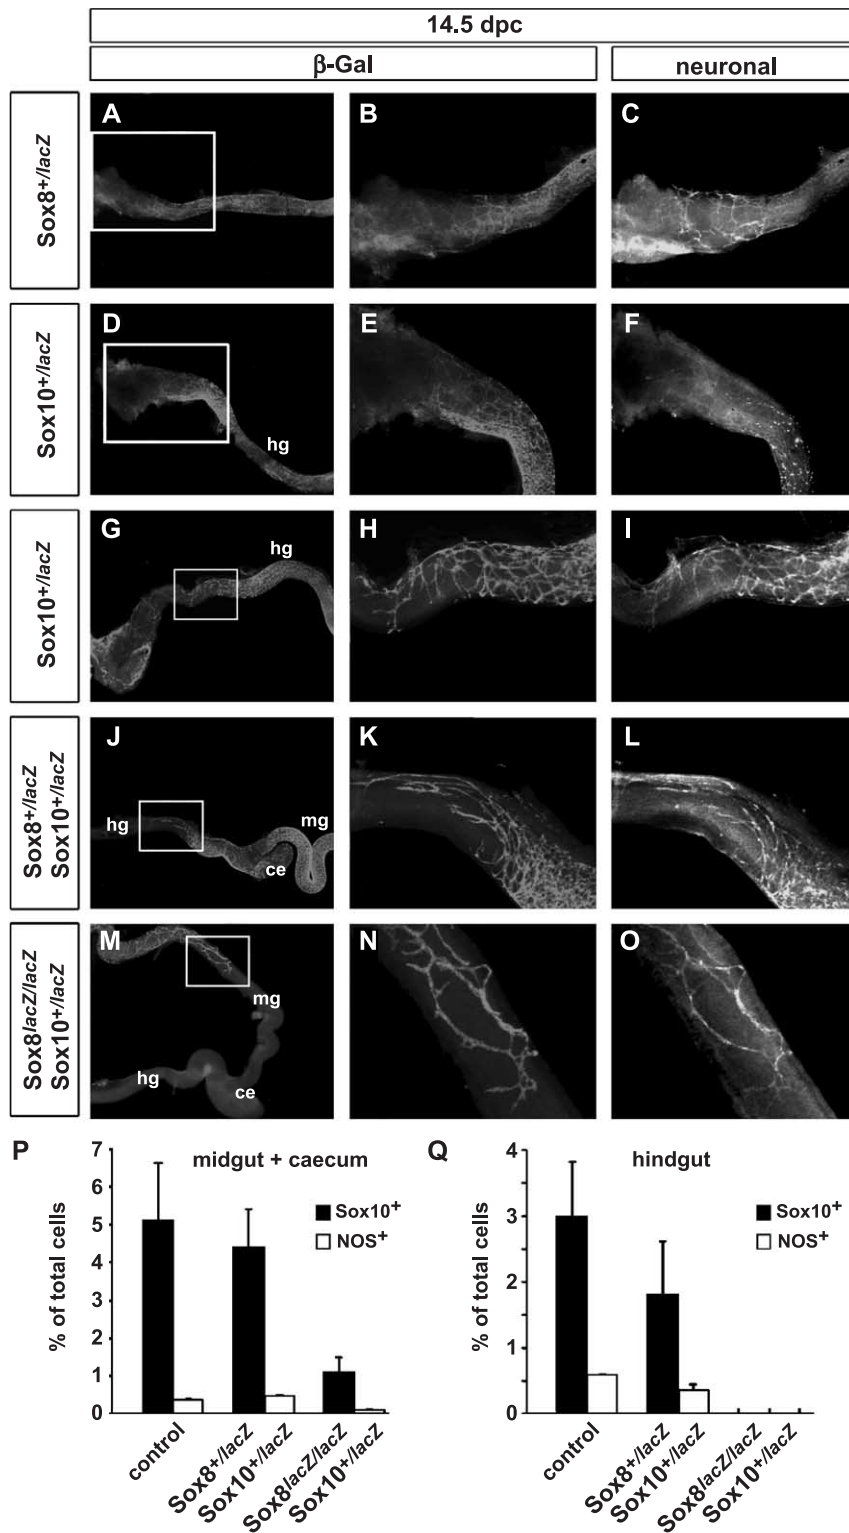 14.5 dpc
β-Gal
neuronal
Sox8+/lacZ
A
B
C
Sox10+/lacZ
D
hg
E
F
Sox10+/lacZ
G
hg
H
I
Sox8+/lacZ
Sox10+/lacZ
J
hg
mg
ce
K
L
Sox8lacZ/lacZ
Sox10+/lacZ
M
mg
hg
ce
N
O
P
midgut + caecum
% of total cells
7
6
5
4
3
2
1
0
Sox10+
NOS+
control
Sox8+/lacZ
Sox10+/lacZ
Sox8lacZ/lacZ
Sox10+/lacZ
Q
hindgut
% of total cells
4
3
2
1
0
Sox10+
NOS+
control
Sox8+/lacZ
Sox10+/lacZ
Sox8lacZ/lacZ
Sox10+/lacZ